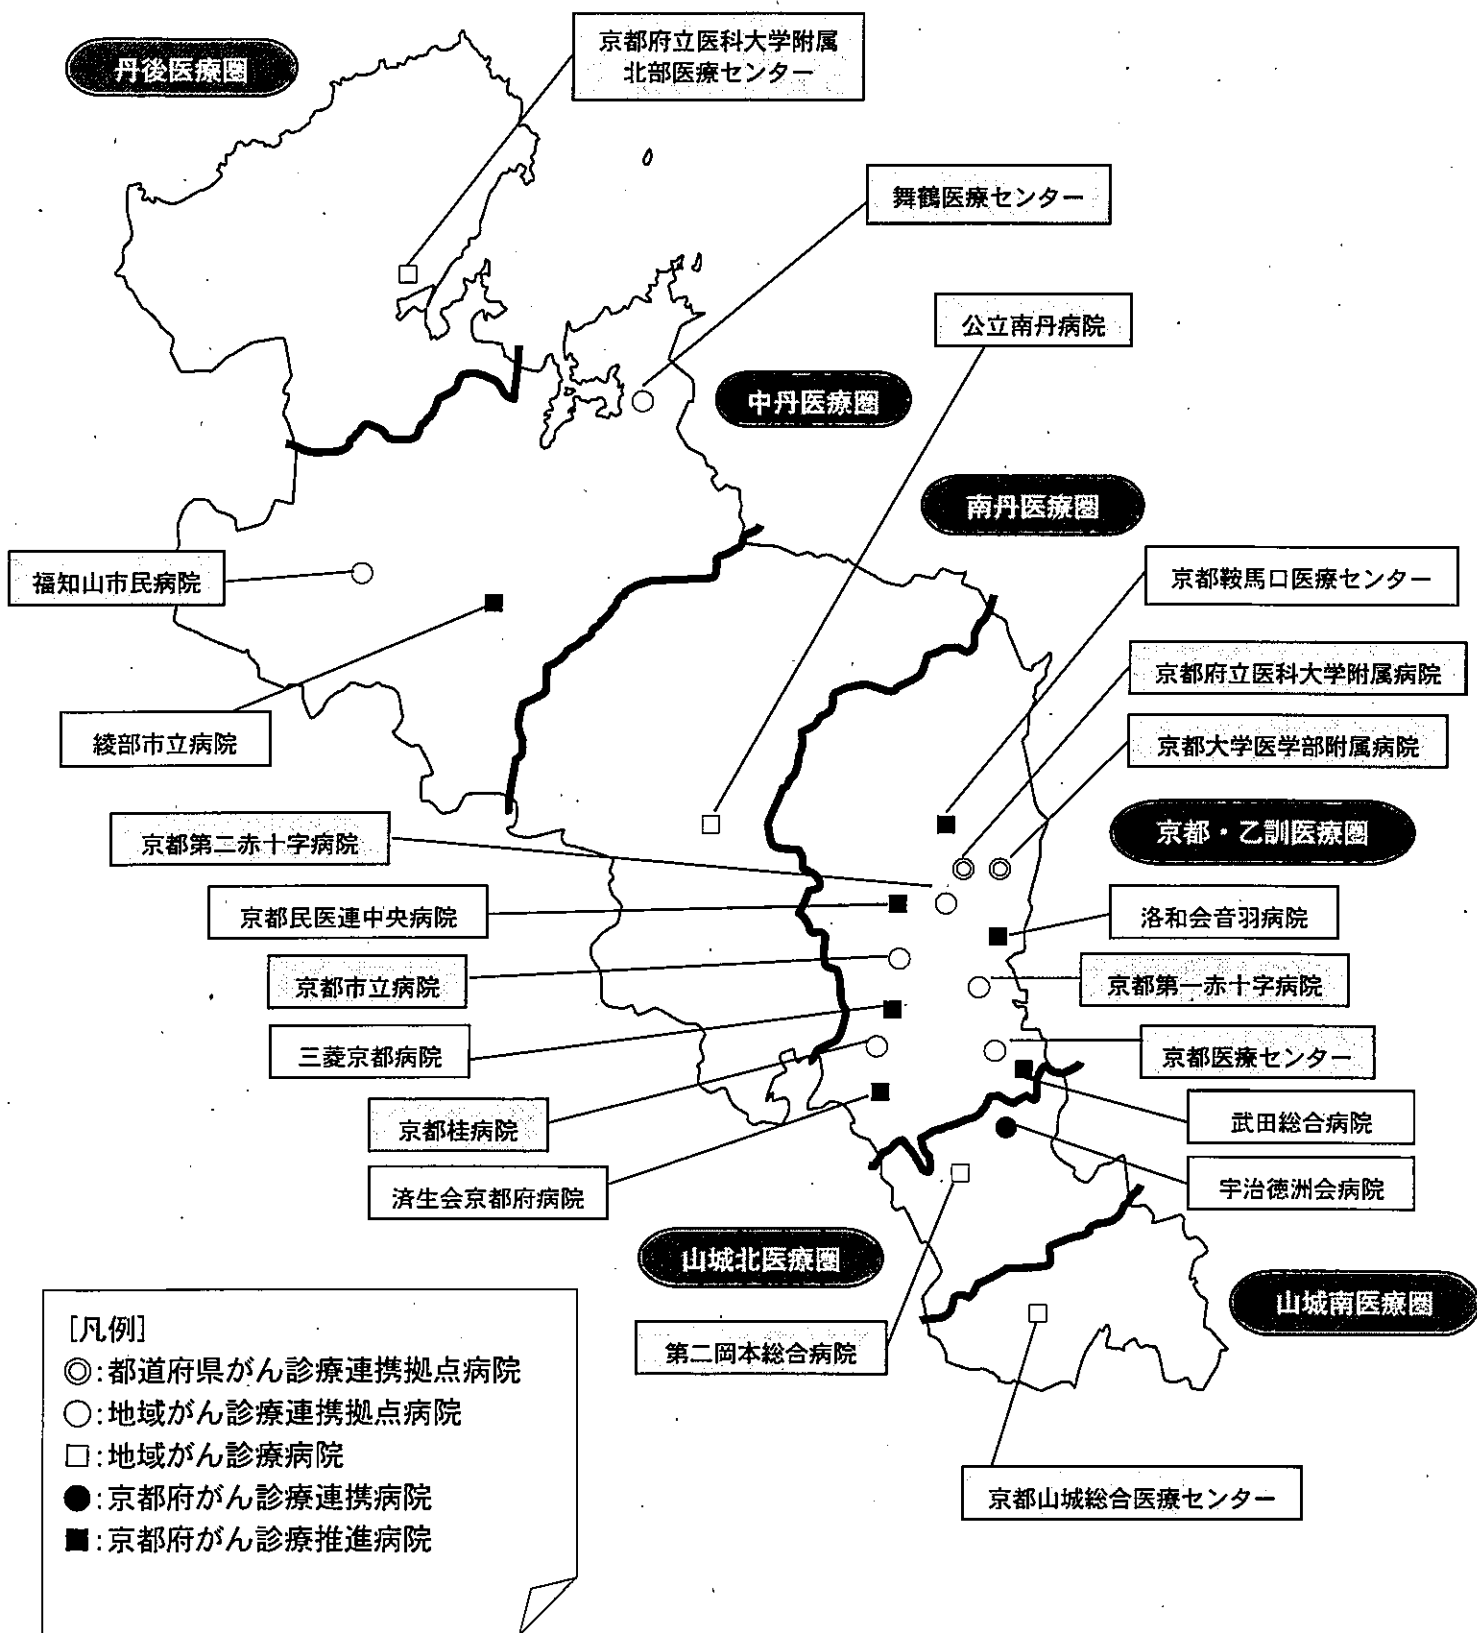 丹後医療圏
京都府立医科大学附属
北部医療センター
舞鶴医療センター
公立南丹病院
中丹医療圏
南丹医療圏
福知山市民病院
京都鞍馬口医療センター
京都府立医科大学附属病院
綾部市立病院
京都大学医学部附属病院
京都第二赤十字病院
京都・乙訓医療圏
京都民医連中央病院
洛和会音羽病院
京都市立病院
京都第一赤十字病院
三菱京都病院
京都医療センター
京都桂病院
武田総合病院
済生会京都府病院
宇治徳洲会病院
山城北医療圏
山城南医療圏
第二岡本総合病院
京都山城総合医療センター
[凡例]
◎:都道府県がん診療連携拠点病院
○:地域がん診療連携拠点病院
□:地域がん診療病院
●:京都府がん診療連携病院
■:京都府がん診療推進病院